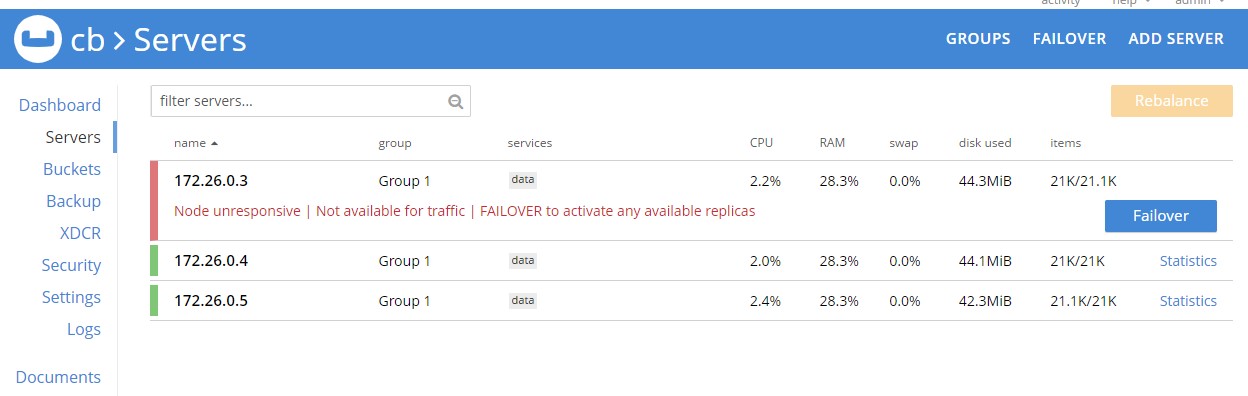 activity help admin
cb > Servers
GROUPS FAILOVER ADD SERVER
Dashboard
Servers
Buckets
Backup
XDCR
Security
Settings
Logs
Documents
filter servers...
Rebalance
name group services CPU RAM swap disk used items
172.26.0.3 Group 1 data 2.2% 28.3% 0.0% 44.3MiB 21K/21.1K
Node unresponsive | Not available for traffic | FAILOVER to activate any available replicas
Failover
172.26.0.4 Group 1 data 2.0% 28.3% 0.0% 44.1MiB 21K/21K Statistics
172.26.0.5 Group 1 data 2.4% 28.3% 0.0% 42.3MiB 21.1K/21K Statistics